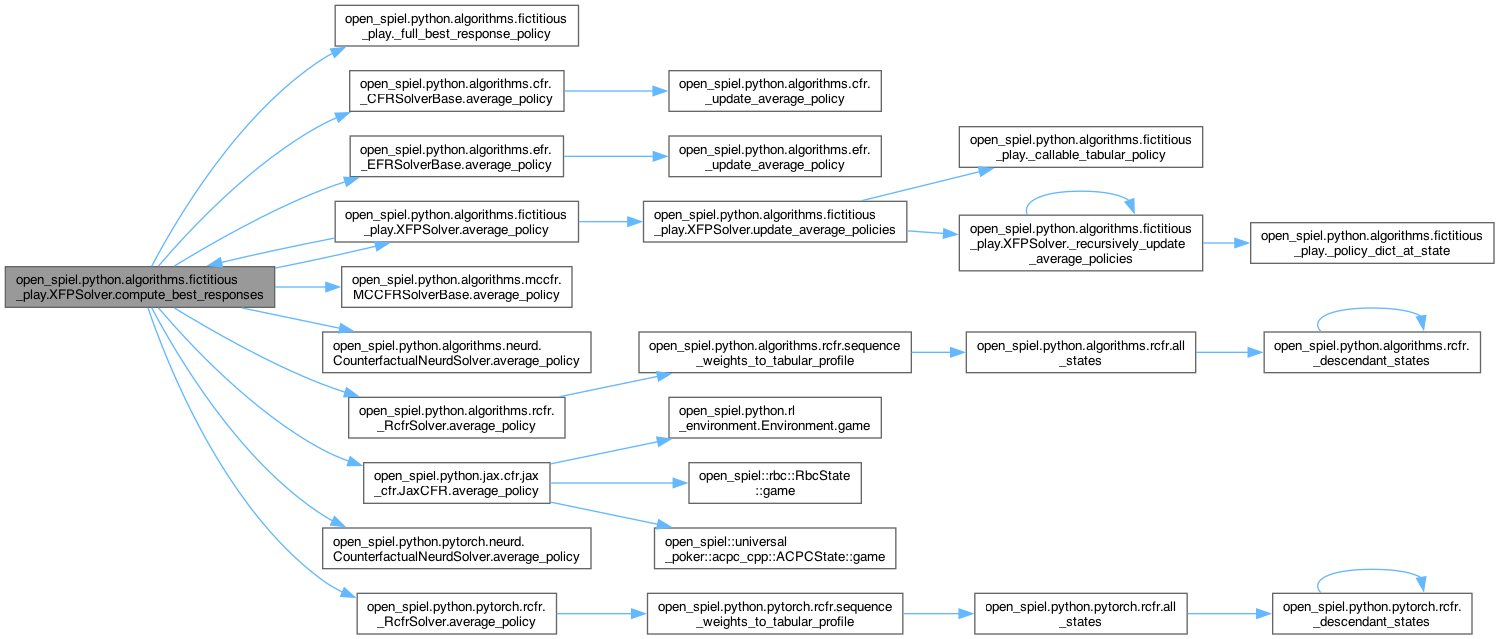 open_spiel.python.algorithms.fictitious
_play._full_best_response_policy
open_spiel.python.algorithms.cfr.
_CFRSolverBase.average_policy
open_spiel.python.algorithms.cfr.
_update_average_policy
open_spiel.python.algorithms.efr.
_EFRSolverBase.average_policy
open_spiel.python.algorithms.efr.
_update_average_policy
open_spiel.python.algorithms.fictitious
_play._callable_tabular_policy
open_spiel.python.algorithms.fictitious
_play.XFPSolver.average_policy
open_spiel.python.algorithms.fictitious
_play.XFPSolver.update_average_policies
open_spiel.python.algorithms.fictitious
_play.XFPSolver._recursively_update
_average_policies
open_spiel.python.algorithms.fictitious
_play._policy_dict_at_state
open_spiel.python.algorithms.fictitious
_play.XFPSolver.compute_best_responses
open_spiel.python.algorithms.mccfr.
MCCFRSolverBase.average_policy
open_spiel.python.algorithms.neurd.
CounterfactualNeurdSolver.average_policy
open_spiel.python.algorithms.rcfr.sequence
_weights_to_tabular_profile
open_spiel.python.algorithms.rcfr.all
_states
open_spiel.python.algorithms.rcfr.
_descendant_states
open_spiel.python.algorithms.rcfr.
_RcfrSolver.average_policy
open_spiel.python.rl
_environment.Environment.game
open_spiel.python.jax.cfr.jax
_cfr.JaxCFR.average_policy
open_spiel::rbc::RbcState
::game
open_spiel::universal
_poker::acpc_cpp::ACPCState::game
open_spiel.python.pytorch.neurd.
CounterfactualNeurdSolver.average_policy
open_spiel.python.pytorch.rcfr.
_RcfrSolver.average_policy
open_spiel.python.pytorch.rcfr.sequence
_weights_to_tabular_profile
open_spiel.python.pytorch.rcfr.all
_states
open_spiel.python.pytorch.rcfr.
_descendant_states